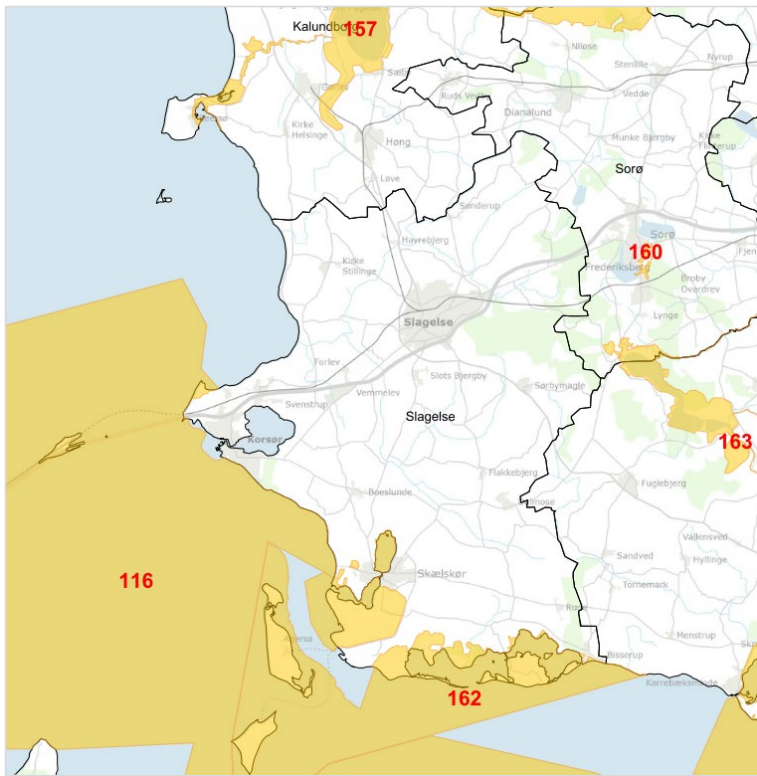 Kalundborg
157
Niløse
Nyrup
Stenlille
Vedde
Ruds Vedby
Dianalund
Kirke
Helsinge
Høng
Munke Bjergby
Løve
Sorø
Sønderup
Havrebjerg
Sorø
Kirke
Stillinge
160
Frederiksberg
Broby
Overdrev
Lynge
Slagelse
Forlev
Slots Bjergby
Sørbymagle
Vemmelev
Svenstrup
Slagelse
Korsør
163
Flakkebjerg
Fuglebjerg
Boeslunde
Vallensved
Hyllinge
Sandved
Skælskør
116
Tornemark
Menstrup
Bisserup
Karrebæksminde
162